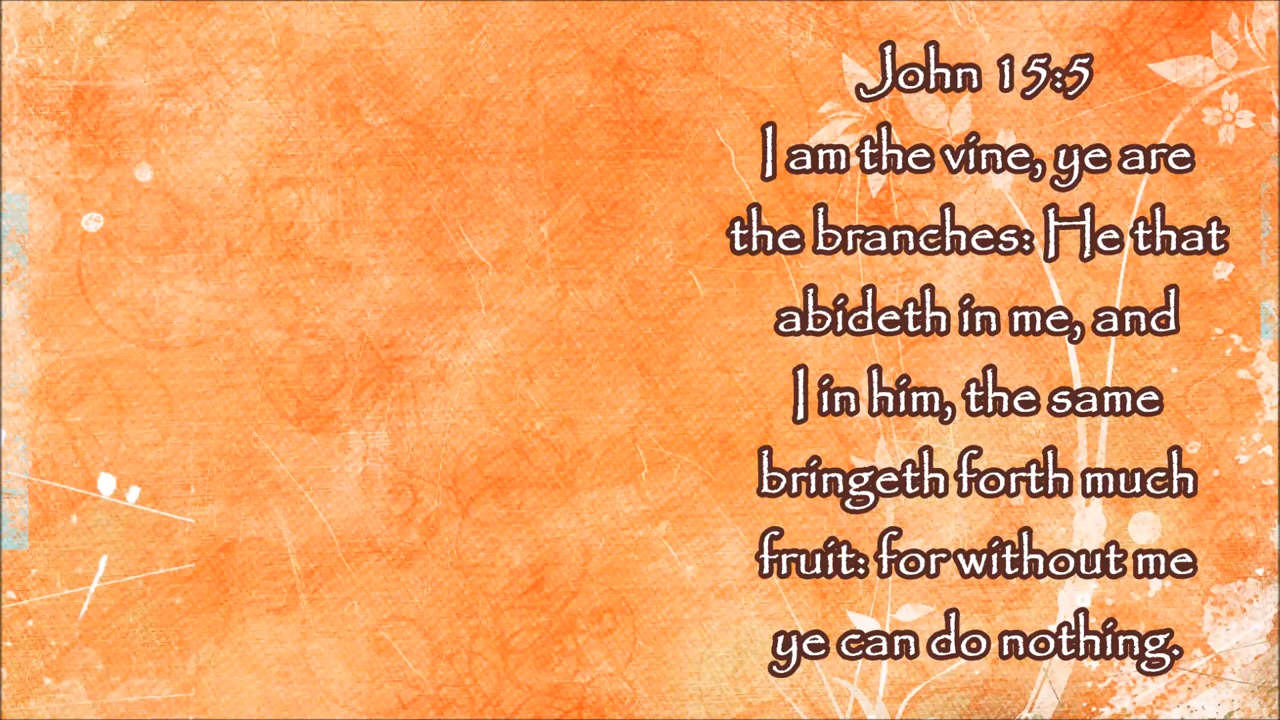 John 15:5
I am the vine, ye are
the branches: He that
abideth in me, and
I in him, the same
bringeth forth much
fruit: for without me
ye can do nothing.